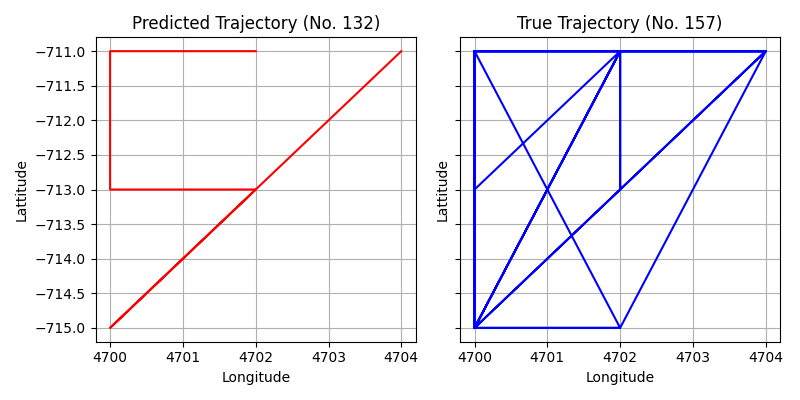 Predicted Trajectory (No. 132)
True Trajectory (No. 157)
−711.0
−711.5
−712.0
−712.5
−713.0
−713.5
−714.0
−714.5
−715.0
Lattitude
Lattitude
4700 4701 4702 4703 4704
4700 4701 4702 4703 4704
Longitude
Longitude